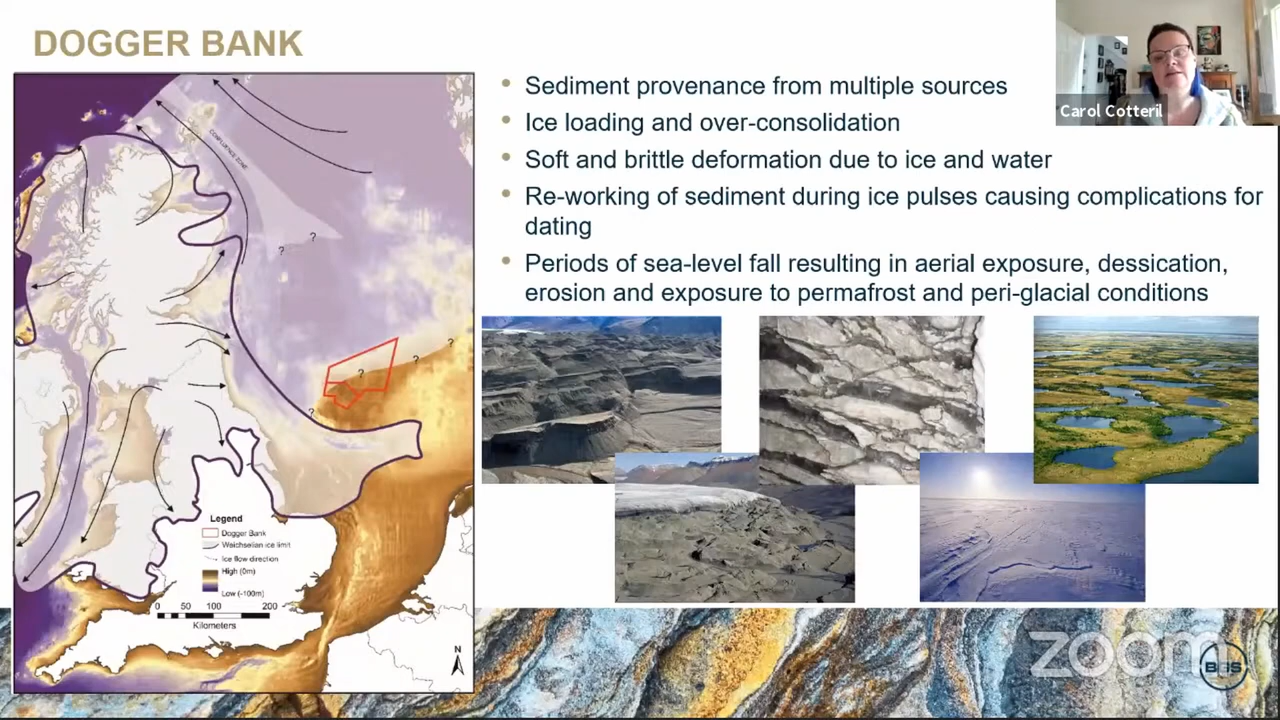 DOGGER BANK
Sediment provenance from multiple sources
Ice loading and over-consolidation
Soft and brittle deformation due to ice and water
Re-working of sediment during ice pulses causing complications for
dating
Periods of sea-level fall resulting in aerial exposure, dessication,
erosion and exposure to permafrost and peri-glacial conditions
Carol Cotteril
CONFLUENCE ZONE
?
?
?
?
?
?
Legend
Dogger Bank
Weichselian ice limit
Ice flow direction
High (0m)
Low (-100m)
0 50 100 200
Kilometers
N
zoom
BGS